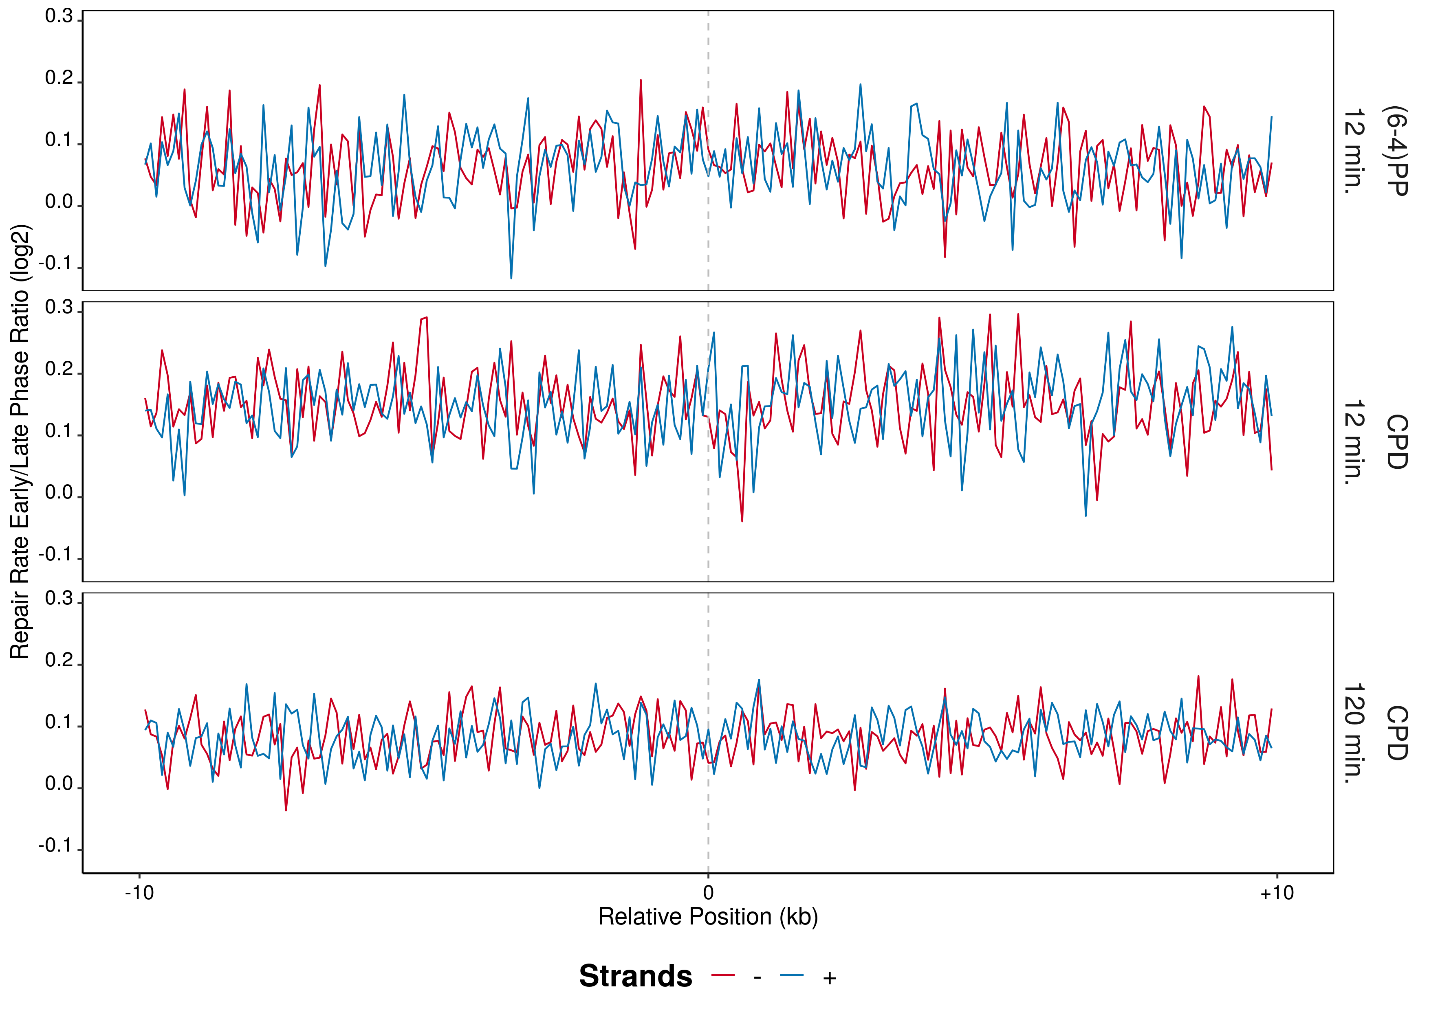 Repair Rate Early/Late Phase Ratio (log2)
0.3
0.2
0.1
0.0
-0.1
(6-4)PP
12 min.
0.3
0.2
0.1
0.0
-0.1
CPD
12 min.
0.3
0.2
0.1
0.0
-0.1
CPD
120 min.
-10 0 +10
Relative Position (kb)
Strands - +